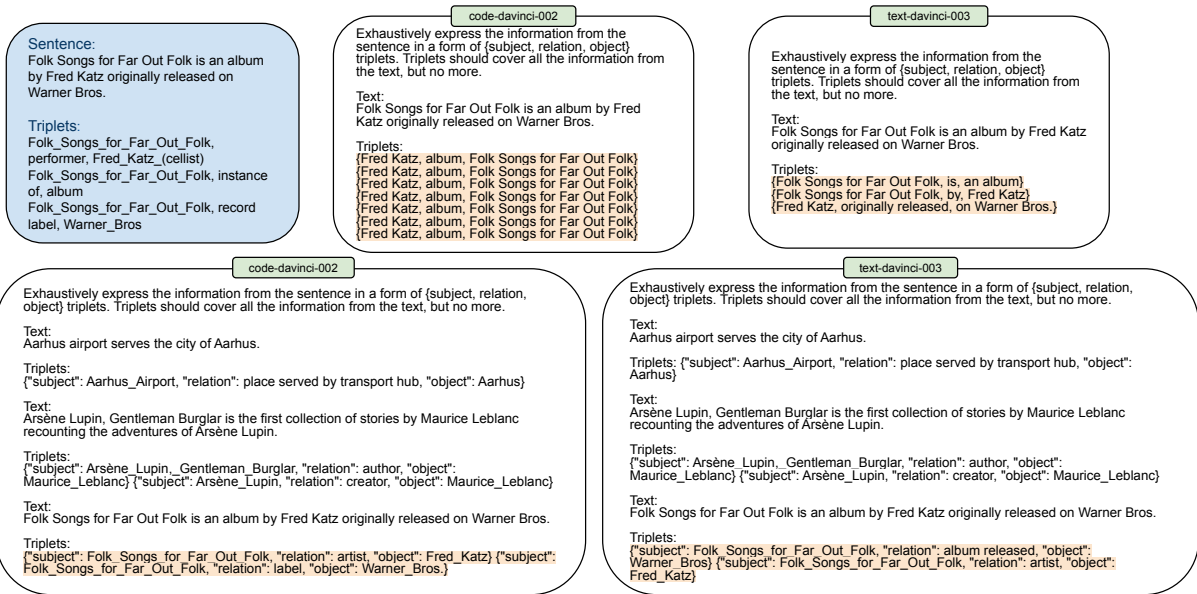 Sentence:
Folk Songs for Far Out Folk is an album
by Fred Katz originally released on
Warner Bros.
Triplets:
Folk_Songs_for_Far_Out_Folk,
performer, Fred_Katz_(cellist)
Folk_Songs_for_Far_Out_Folk, instance
of, album
Folk_Songs_for_Far_Out_Folk, record
label, Warner_Bros
code-davinci-002
Exhaustively express the information from the
sentence in a form of {subject, relation, object}
triplets. Triplets should cover all the information from
the text, but no more.
Text:
Folk Songs for Far Out Folk is an album by Fred
Katz originally released on Warner Bros.
Triplets:
{Fred Katz, album, Folk Songs for Far Out Folk}
{Fred Katz, album, Folk Songs for Far Out Folk}
{Fred Katz, album, Folk Songs for Far Out Folk}
{Fred Katz, album, Folk Songs for Far Out Folk}
{Fred Katz, album, Folk Songs for Far Out Folk}
{Fred Katz, album, Folk Songs for Far Out Folk}
{Fred Katz, album, Folk Songs for Far Out Folk}
text-davinci-003
Exhaustively express the information from the
sentence in a form of {subject, relation, object}
triplets. Triplets should cover all the information from
the text, but no more.
Text:
Folk Songs for Far Out Folk is an album by Fred Katz
originally released on Warner Bros.
Triplets:
{Folk Songs for Far Out Folk, is, an album}
{Folk Songs for Far Out Folk, by, Fred Katz}
{Fred Katz, originally released, on Warner Bros.}
code-davinci-002
Exhaustively express the information from the sentence in a form of {subject, relation,
object} triplets. Triplets should cover all the information from the text, but no more.
Text:
Aarhus airport serves the city of Aarhus.
Triplets:
{"subject": Aarhus_Airport, "relation": place served by transport hub, "object": Aarhus}
Text:
Arsène Lupin, Gentleman Burglar is the first collection of stories by Maurice Leblanc
recounting the adventures of Arsène Lupin.
Triplets:
{"subject": Arsène_Lupin,_Gentleman_Burglar, "relation": author, "object":
Maurice_Leblanc} {"subject": Arsène_Lupin, "relation": creator, "object": Maurice_Leblanc}
Text:
Folk Songs for Far Out Folk is an album by Fred Katz originally released on Warner Bros.
Triplets:
{"subject": Folk_Songs_for_Far_Out_Folk, "relation": artist, "object": Fred_Katz} {"subject":
Folk_Songs_for_Far_Out_Folk, "relation": label, "object": Warner_Bros.}
text-davinci-003
Exhaustively express the information from the sentence in a form of {subject, relation,
object} triplets. Triplets should cover all the information from the text, but no more.
Text:
Aarhus airport serves the city of Aarhus.
Triplets: {"subject": Aarhus_Airport, "relation": place served by transport hub, "object":
Aarhus}
Text:
Arsène Lupin, Gentleman Burglar is the first collection of stories by Maurice Leblanc
recounting the adventures of Arsène Lupin.
Triplets:
{"subject": Arsène_Lupin,_Gentleman_Burglar, "relation": author, "object":
Maurice_Leblanc} {"subject": Arsène_Lupin, "relation": creator, "object": Maurice_Leblanc}
Text:
Folk Songs for Far Out Folk is an album by Fred Katz originally released on Warner Bros.
Triplets:
{"subject": Folk_Songs_for_Far_Out_Folk, "relation": album released, "object":
Warner_Bros} {"subject": Folk_Songs_for_Far_Out_Folk, "relation": artist, "object":
Fred_Katz}